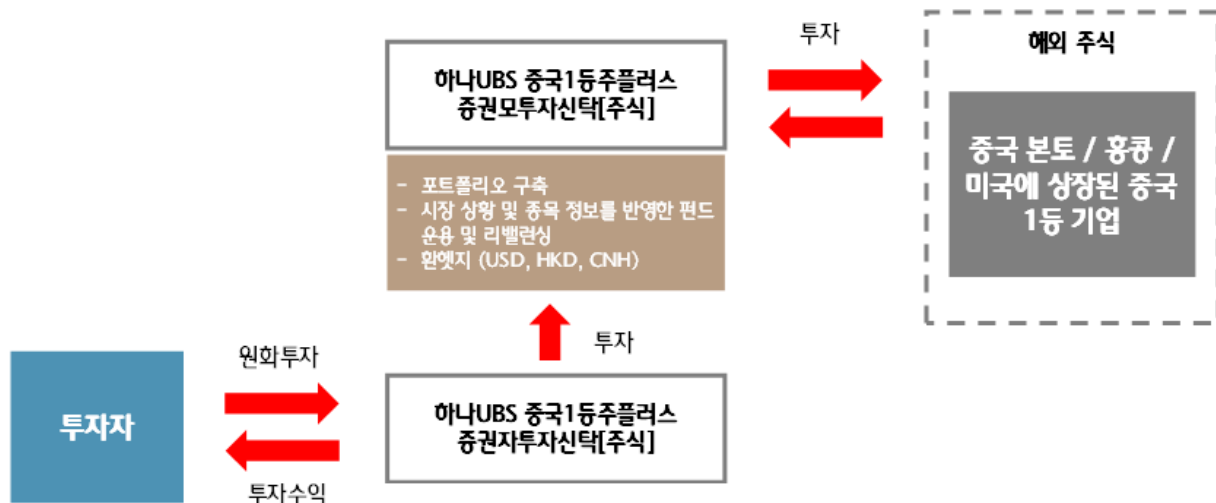 투자
해외 주식
하나UBS 중국1등주플러스
증권모투자신탁[주식]
중국 본토 / 홍콩 /
미국에 상장된 중국
1등 기업
- 포트폴리오 구축
- 시장 상황 및 종목 정보를 반영한 펀드
운용 및 리밸런싱
- 환헷지 (USD, HKD, CNH)
투자
원화투자
투자자
하나UBS 중국1등주플러스
증권자투자신탁[주식]
투자수익